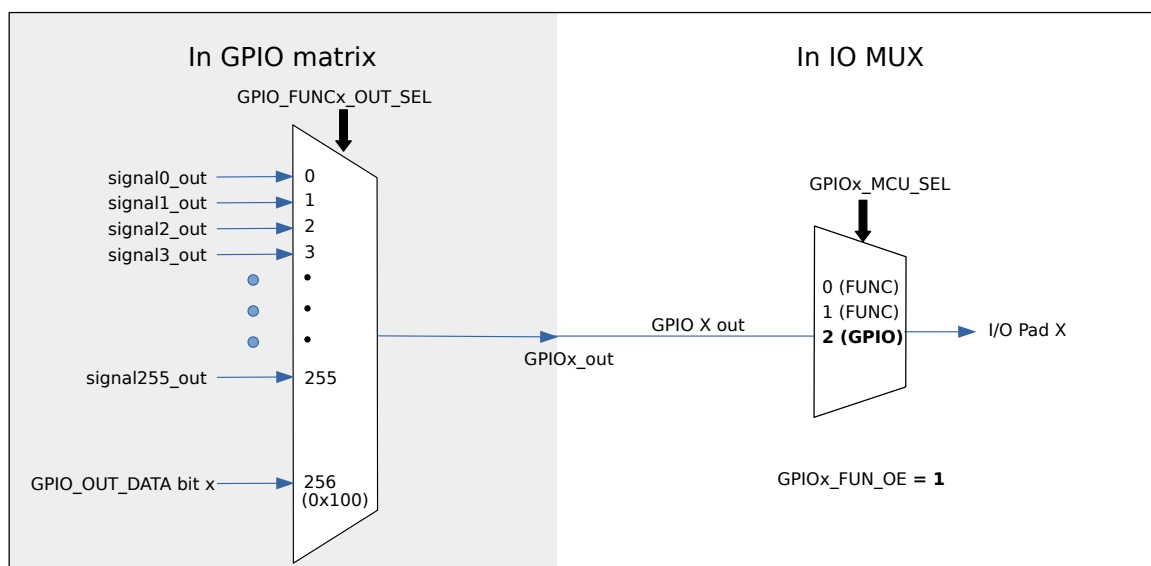 In GPIO matrix
In IO MUX
GPIO_FUNCx_OUT_SEL
signal0_out
0
signal1_out
1
signal2_out
2
signal3_out
3
signal255_out
255
GPIO_OUT_DATA bit x
256
(0x100)
GPIOx_out
GPIO X out
GPIOx_MCU_SEL
0 (FUNC)
1 (FUNC)
2 (GPIO)
I/O Pad X
GPIOx_FUN_OE = 1